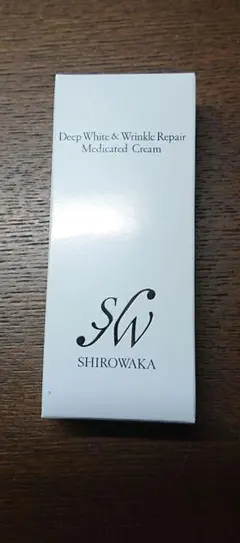 Deep White & Wrinkle Repair
Medicated Cream
SW
SHIROWAKA